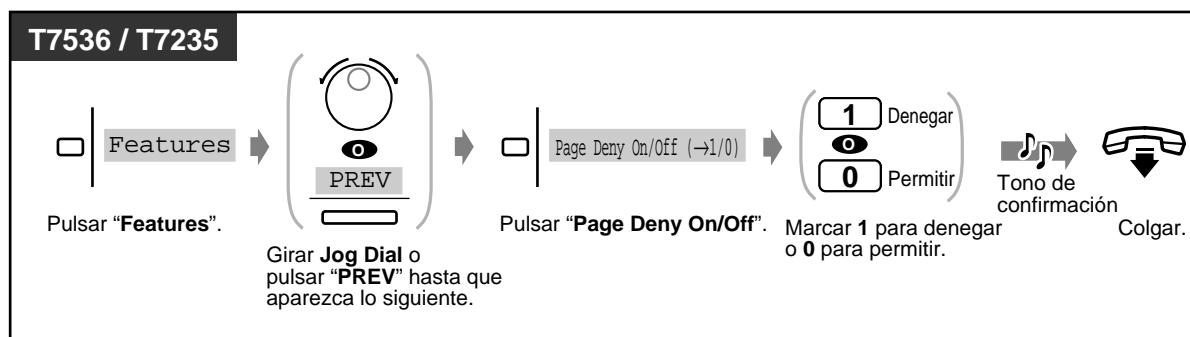 T7536 / T7235
Features
Pulsar “Features”.
O
PREV
Girar Jog Dial o
pulsar “PREV” hasta que
aparezca lo siguiente.
Page Deny On/Off (→1/0)
Pulsar “Page Deny On/Off”.
1 Denegar
O
0 Permitir
Marcar 1 para denegar
o 0 para permitir.
Tono de
confirmación
Colgar.